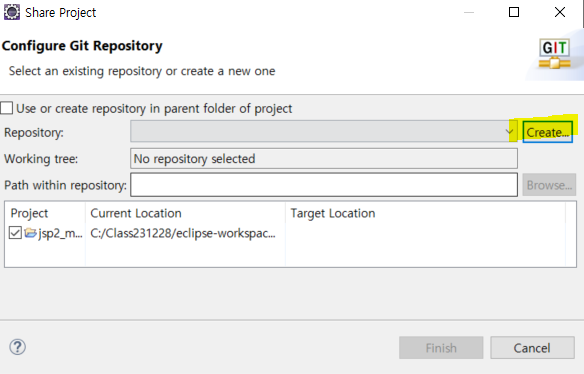 Share Project
Configure Git Repository
Select an existing repository or create a new one
GIT
Use or create repository in parent folder of project
Repository: Create...
Working tree: No repository selected
Path within repository: Browse...
Project Current Location Target Location
jsp2_m... C:/Class231228/eclipse-workspac...
Finish Cancel